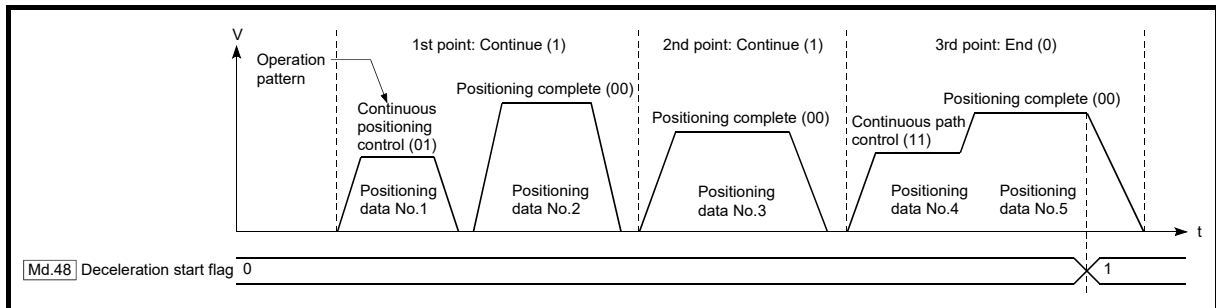 V
1st point: Continue (1)
2nd point: Continue (1)
3rd point: End (0)
Operation
pattern
Positioning complete (00)
Positioning complete (00)
Continuous
positioning
control (01)
Positioning complete (00)
Continuous path
control (11)
Positioning
data No.1
Positioning
data No.2
Positioning
data No.3
Positioning
data No.4
Positioning
data No.5
t
Md.48 Deceleration start flag 0
1